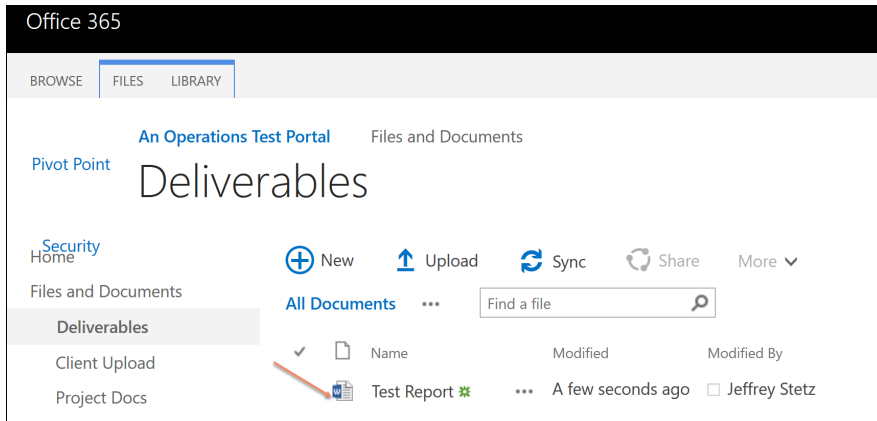 Office 365
BROWSE FILES LIBRARY
An Operations Test Portal Files and Documents
Pivot Point
Deliverables
Security
Home
New Upload Sync Share More
Files and Documents
All Documents ••• Find a file
Deliverables
Name Modified Modified By
Client Upload
Test Report ••• A few seconds ago Jeffrey Stetz
Project Docs